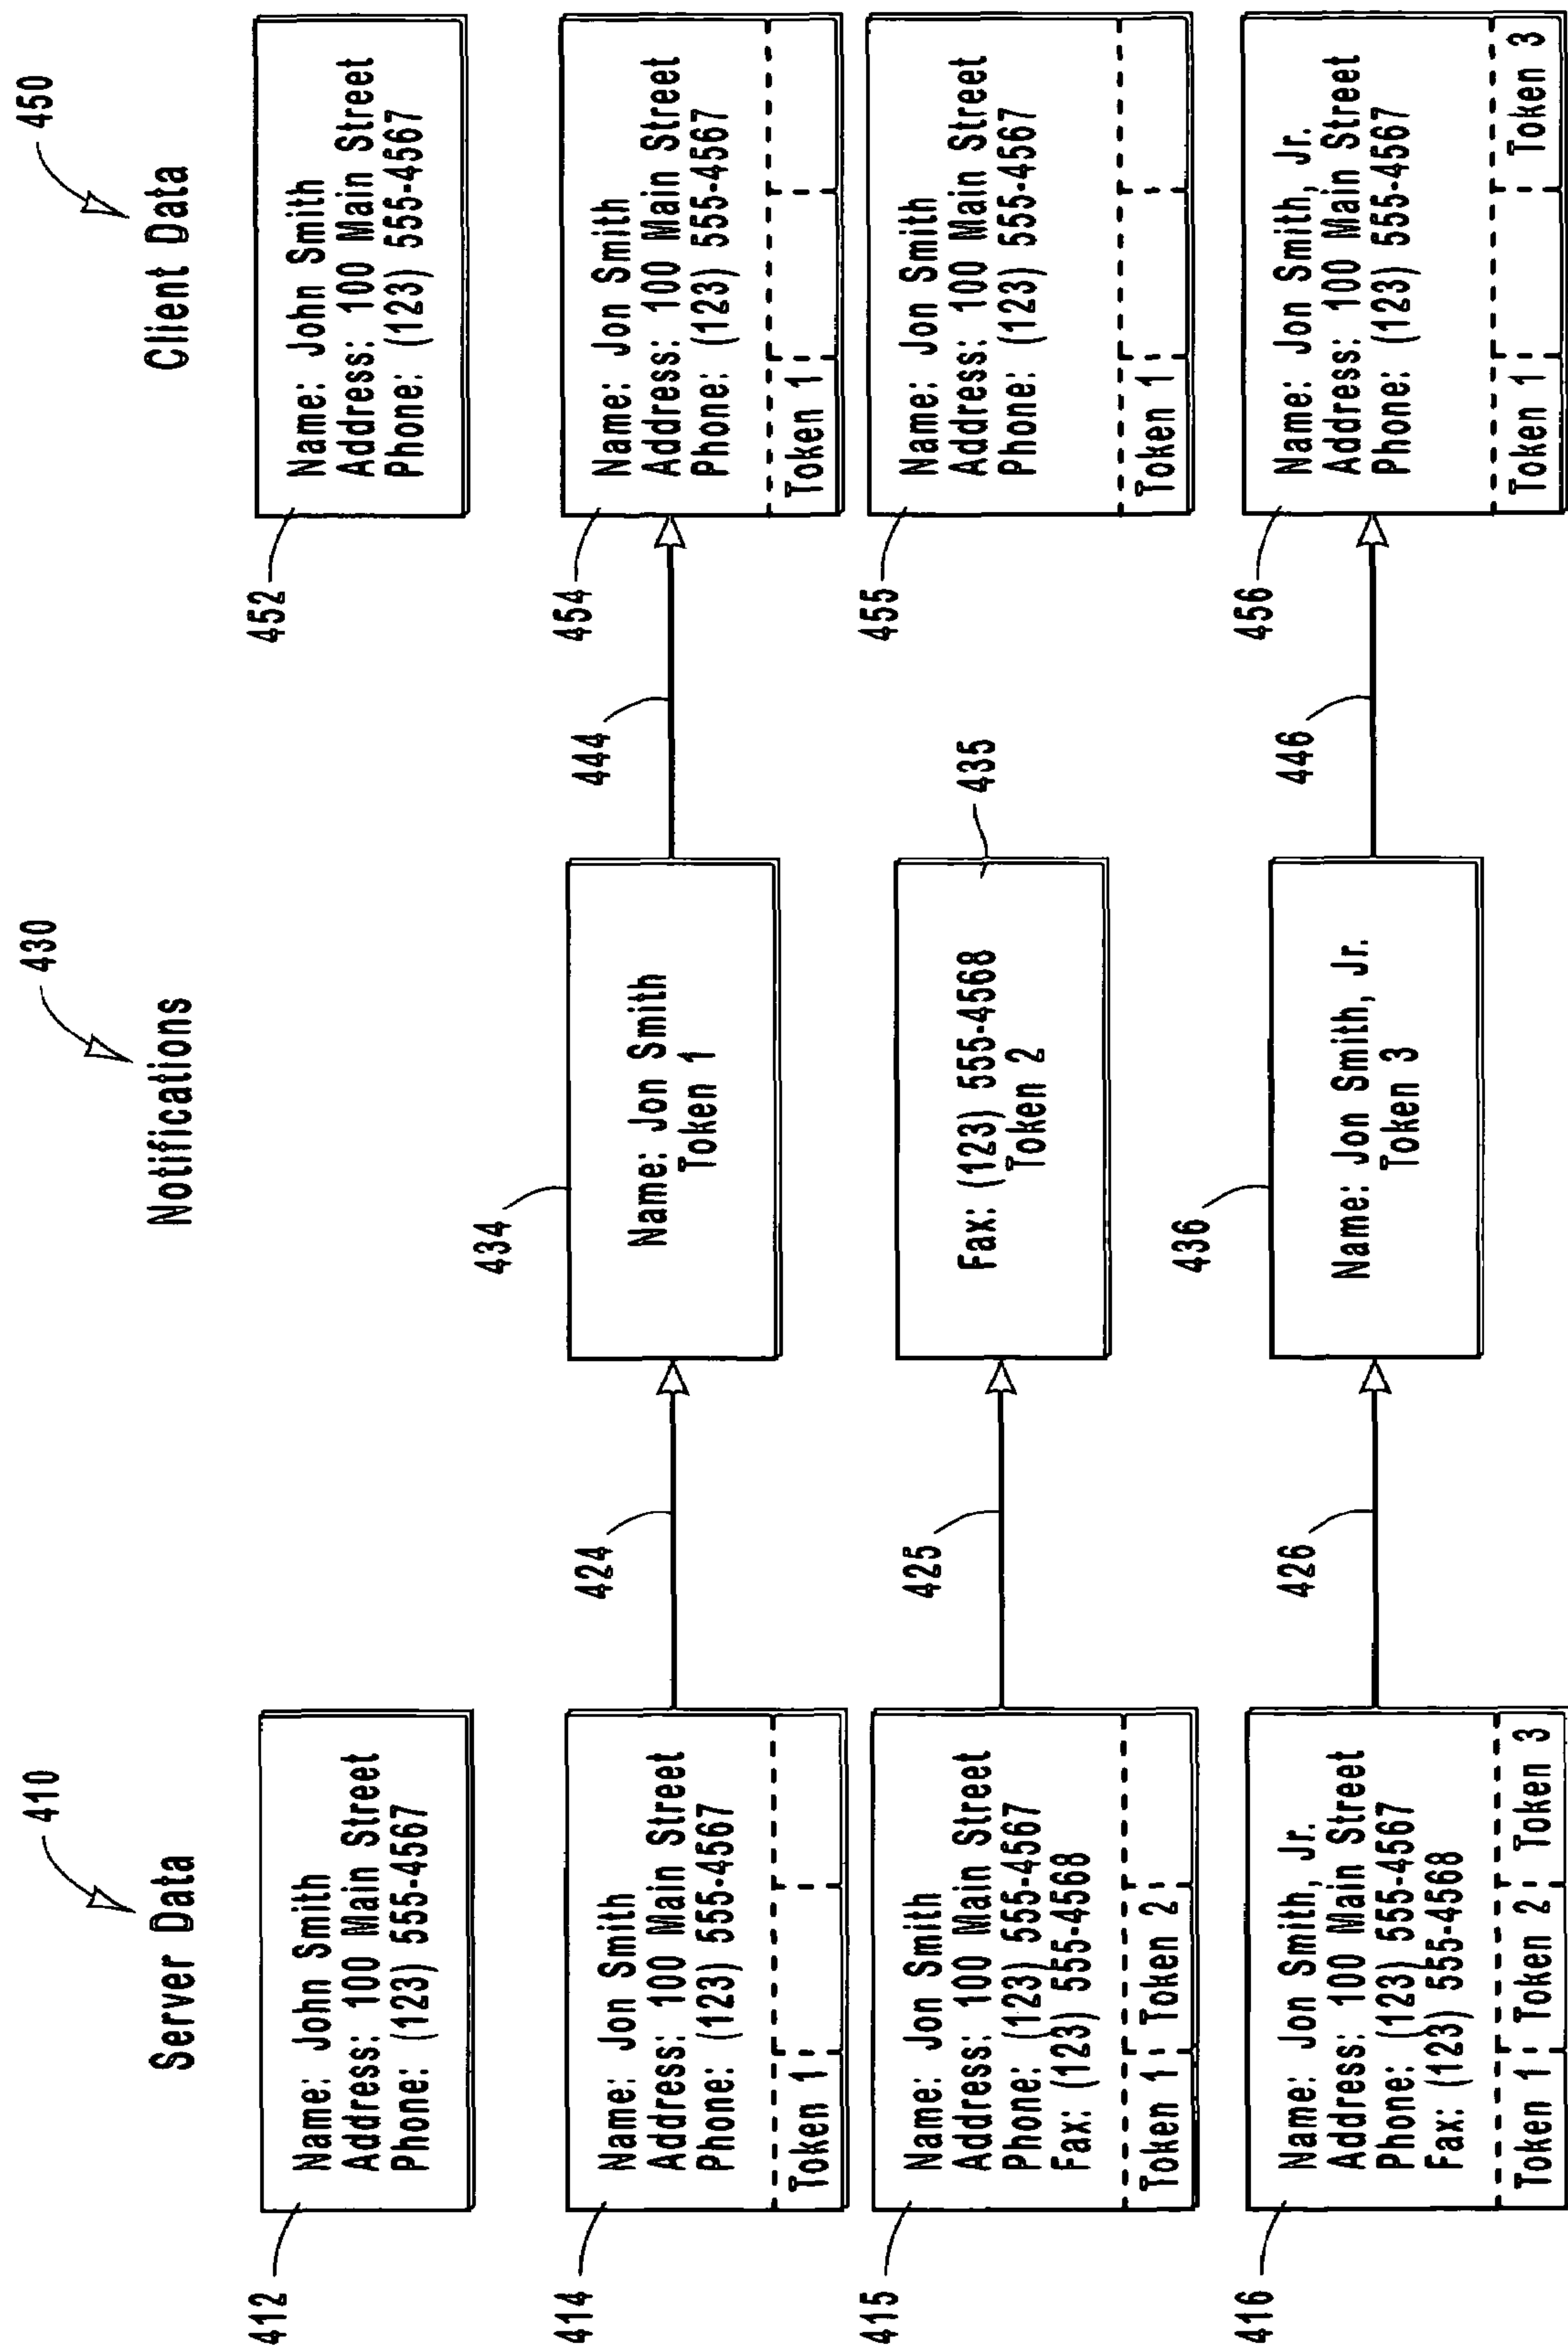 410
Server Data
430
Notifications
450
Client Data
412
Name: John Smith
Address: 100 Main Street
Phone: (123) 555-4567
452
Name: John Smith
Address: 100 Main Street
Phone: (123) 555-4567
414
Name: Jon Smith
Address: 100 Main Street
Phone: (123) 555-4567
Token 1
424
434
Name: Jon Smith
Token 1
444
454
Name: Jon Smith
Address: 100 Main Street
Phone: (123) 555-4567
Token 1
415
Name: Jon Smith
Address: 100 Main Street
Phone: (123) 555-4567
Fax: (123) 555-4568
Token 1 Token 2
425
435
Fax: (123) 555-4568
Token 2
455
Name: Jon Smith
Address: 100 Main Street
Phone: (123) 555-4567
Token 1
416
Name: Jon Smith, Jr.
Address: 100 Main Street
Phone: (123) 555-4567
Fax: (123) 555-4568
Token 1 Token 2 Token 3
426
436
Name: Jon Smith, Jr.
Token 3
446
456
Name: Jon Smith, Jr.
Address: 100 Main Street
Phone: (123) 555-4567
Token 1 Token 3